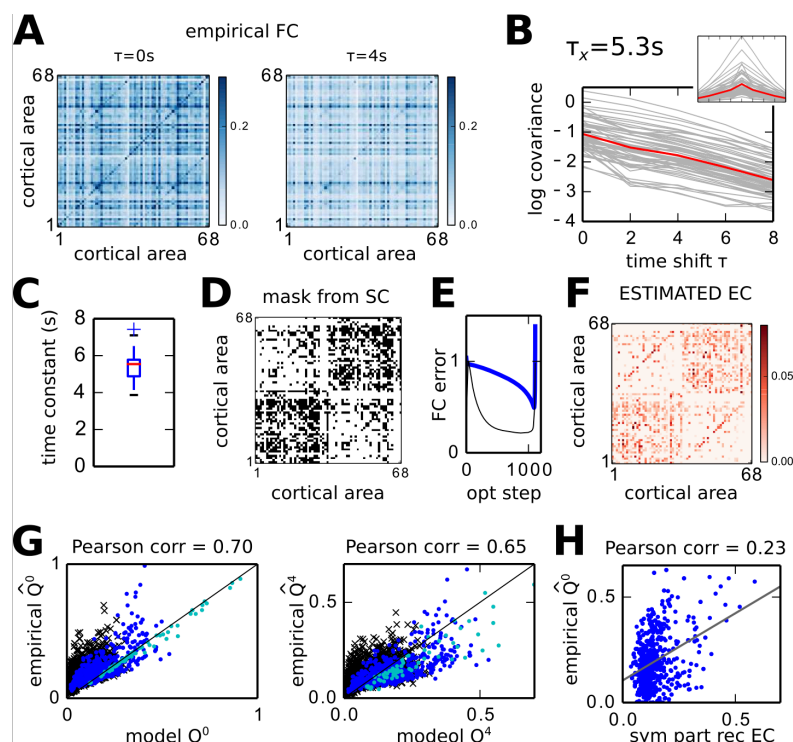 A
empirical FC
τ=0s
τ=4s
68
cortical area
1
1
68
cortical area
0.2
0.0
1
68
cortical area
0.2
0.0
B
τx=5.3s
log covariance
0
- 1
- 2
- 3
- 4
0
2
4
6
8
time shift τ
C
time constant (s)
8
6
4
2
0
D
mask from SC
68
cortical area
1
1
68
cortical area
E
FC error
1
0
0
1000
opt step
F
ESTIMATED EC
68
cortical area
1
1
68
cortical area
0.05
0.00
G
Pearson corr = 0.70
empirical Q̂⁰
1
0
0
1
model Q⁰
Pearson corr = 0.65
empirical Q̂⁴
0.5
0.0
0.0
0.5
modeol Q⁴
H
Pearson corr = 0.23
empirical Q̂⁰
0.5
0.0
0.0
0.5
sym part rec EC